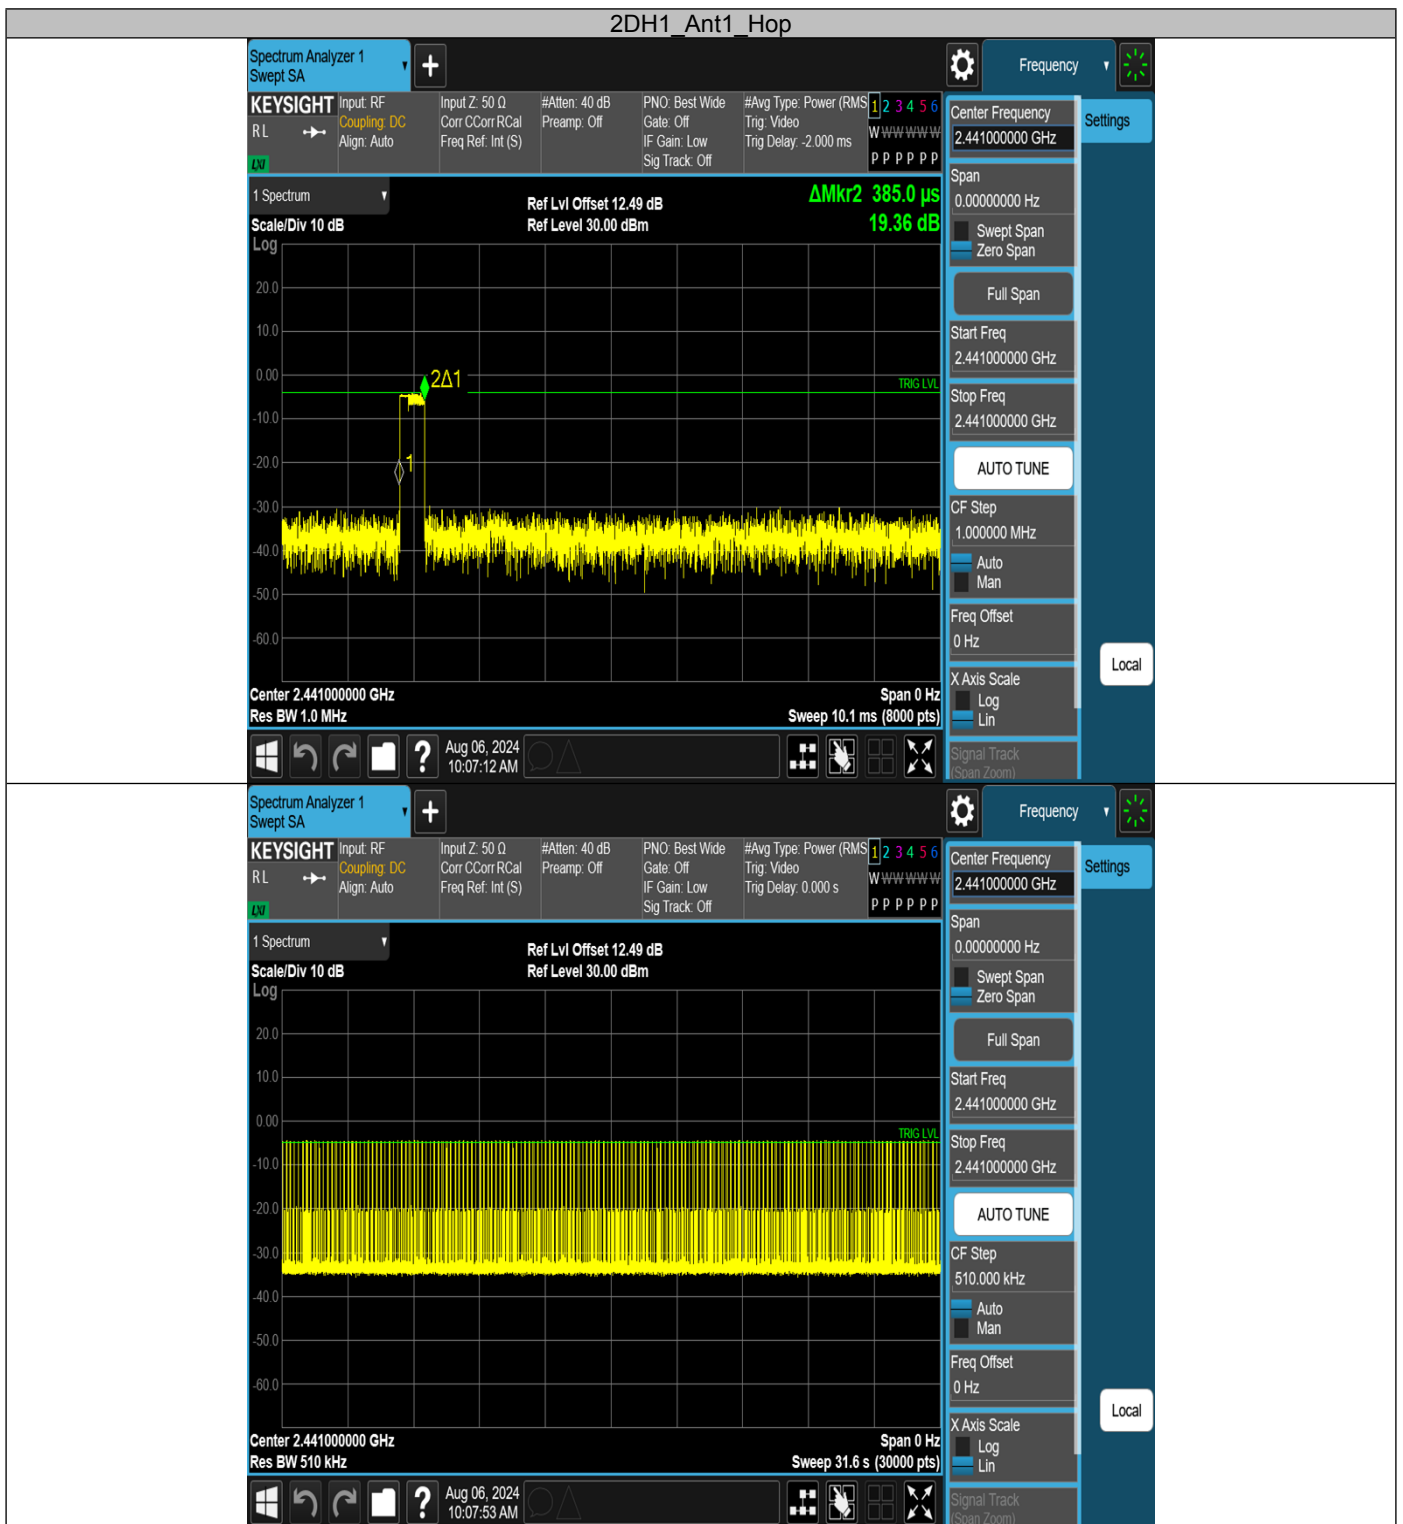 2DH1_Ant1_Hop
Spectrum Analyzer 1
Swept SA
+
Frequency
KEYSIGHT
RL
LXI
Input: RF
Coupling: DC
Align: Auto
Input Z: 50 Ω
Corr CCorr RCal
Freq Ref: Int (S)
#Atten: 40 dB
Preamp: Off
PNO: Best Wide
Gate: Off
IF Gain: Low
Sig Track: Off
#Avg Type: Power (RMS
Trig: Video
Trig Delay: -2.000 ms
1 2 3 4 5 6
W W W W W W
P P P P P P
Center Frequency
2.441000000 GHz
Settings
Span
0.00000000 Hz
Swept Span
Zero Span
Full Span
Start Freq
2.441000000 GHz
Stop Freq
2.441000000 GHz
AUTO TUNE
CF Step
1.000000 MHz
Auto
Man
Freq Offset
0 Hz
X Axis Scale
Log
Lin
Signal Track
(Span Zoom)
Local
1 Spectrum
Scale/Div 10 dB
Log
Ref Lvl Offset 12.49 dB
Ref Level 30.00 dBm
ΔMkr2 385.0 µs
19.36 dB
20.0
10.0
0.00
-10.0
-20.0
-30.0
-40.0
-50.0
-60.0
2Δ1
1
TRIG LVL
Center 2.441000000 GHz
Res BW 1.0 MHz
Span 0 Hz
Sweep 10.1 ms (8000 pts)
?
Aug 06, 2024
10:07:12 AM
Spectrum Analyzer 1
Swept SA
+
Frequency
KEYSIGHT
RL
LXI
Input: RF
Coupling: DC
Align: Auto
Input Z: 50 Ω
Corr CCorr RCal
Freq Ref: Int (S)
#Atten: 40 dB
Preamp: Off
PNO: Best Wide
Gate: Off
IF Gain: Low
Sig Track: Off
#Avg Type: Power (RMS
Trig: Video
Trig Delay: 0.000 s
1 2 3 4 5 6
W W W W W W
P P P P P P
Center Frequency
2.441000000 GHz
Settings
Span
0.00000000 Hz
Swept Span
Zero Span
Full Span
Start Freq
2.441000000 GHz
Stop Freq
2.441000000 GHz
AUTO TUNE
CF Step
510.000 kHz
Auto
Man
Freq Offset
0 Hz
X Axis Scale
Log
Lin
Signal Track
(Span Zoom)
Local
1 Spectrum
Scale/Div 10 dB
Log
Ref Lvl Offset 12.49 dB
Ref Level 30.00 dBm
20.0
10.0
0.00
-10.0
-20.0
-30.0
-40.0
-50.0
-60.0
TRIG LVL
Center 2.441000000 GHz
Res BW 510 kHz
Span 0 Hz
Sweep 31.6 s (30000 pts)
?
Aug 06, 2024
10:07:53 AM